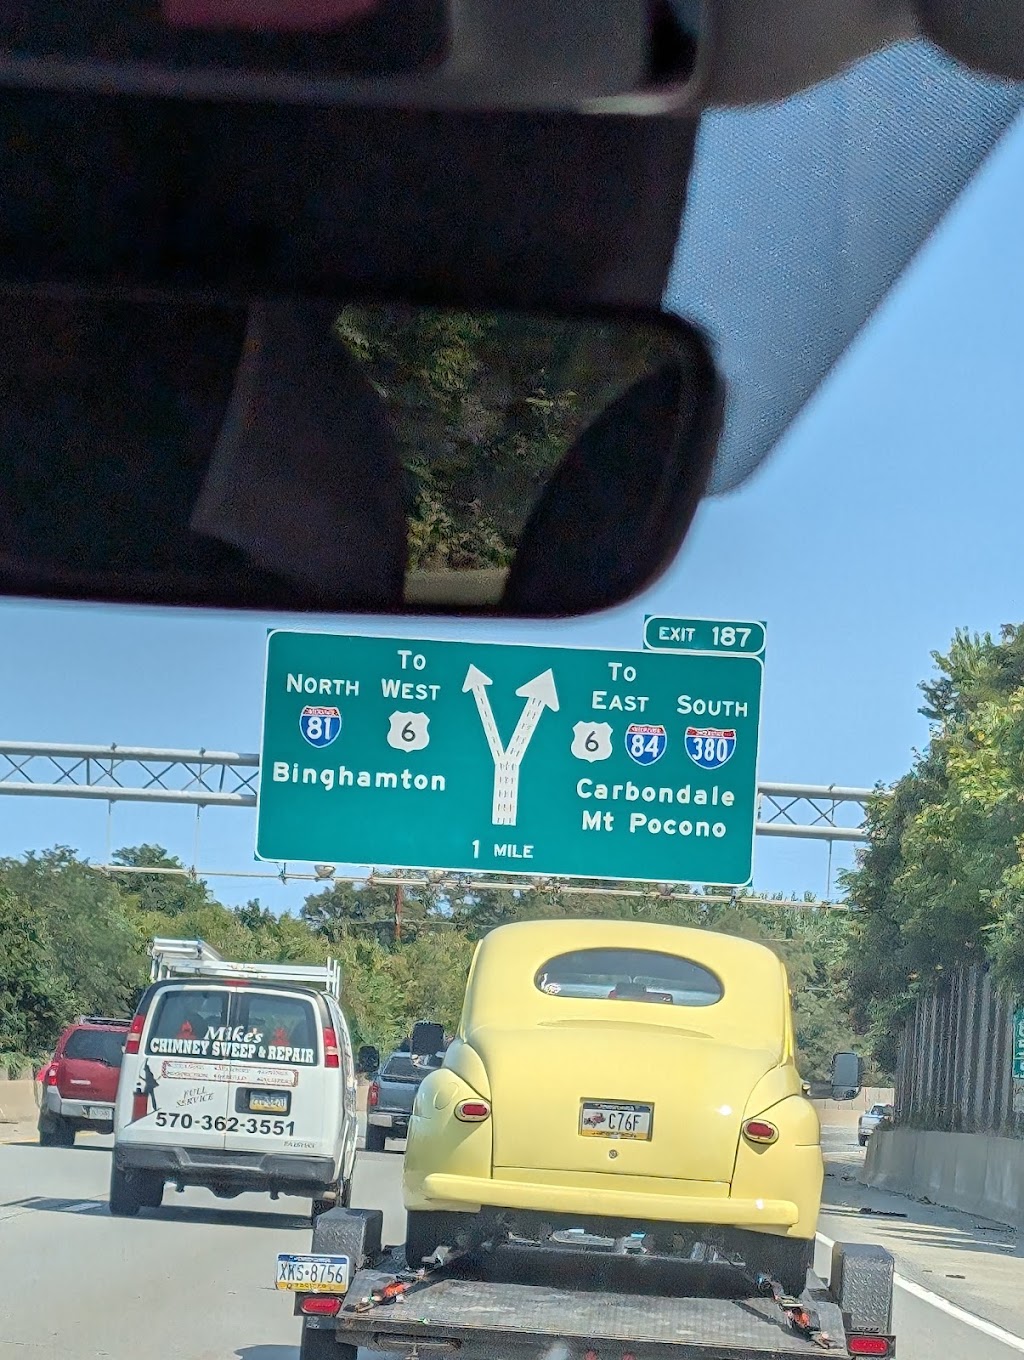 EXIT 187
TO
NORTH WEST
81 6
Binghamton
TO
EAST SOUTH
6 84 380
Carbondale
Mt Pocono
1 MILE
Mike's
CHIMNEY SWEEP & REPAIR
FULL
SERVICE
570-362-3551
C76F
XKS-8756